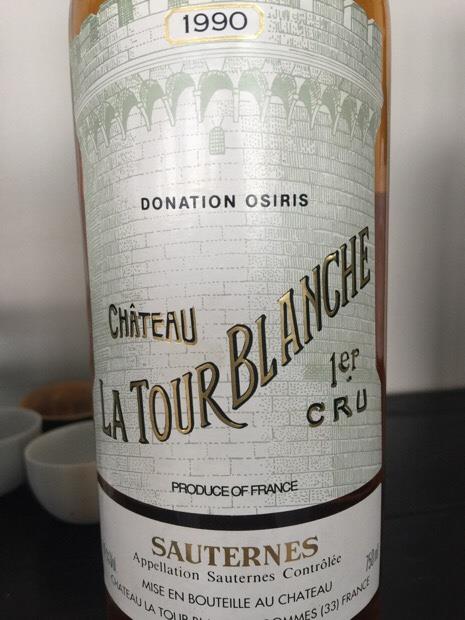 1990
DONATION OSIRIS
CHÂTEAU
LA TOUR BLANCHE
1er
CRU
PRODUCE OF FRANCE
SAUTERNES
Appellation Sauternes Contrôlée
MISE EN BOUTEILLE AU CHATEAU
CHATEAU LA TOUR (33) FRANCE
750